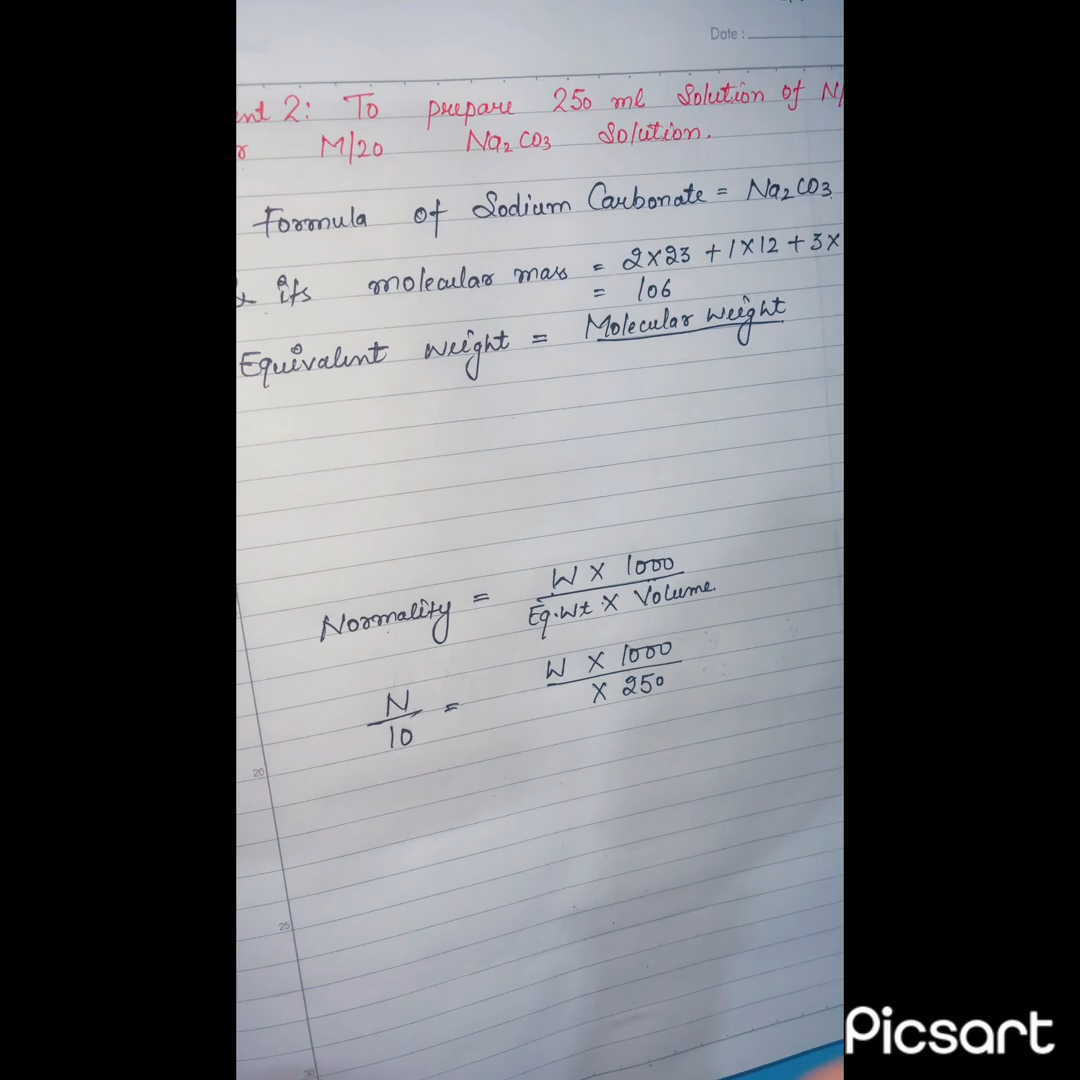 Date :
ent 2: To prepare 250 ml Solution of N/
r M/20 Na2CO3 Solution.
Formula of Sodium Carbonate = Na2CO3
& its molecular mass = 2×23 + 1×12 + 3×
= 106
Equivalent weight = Molecular weight
Normality = W × 1000
Eq.wt × Volume
N/10 = W × 1000
× 250
20
25
30
Picsart